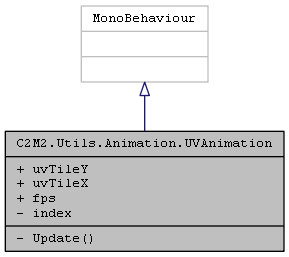 MonoBehaviour
C2M2.Utils.Animation.UVAnimation
+ uvTileY
+ uvTileX
+ fps
- index
- Update()